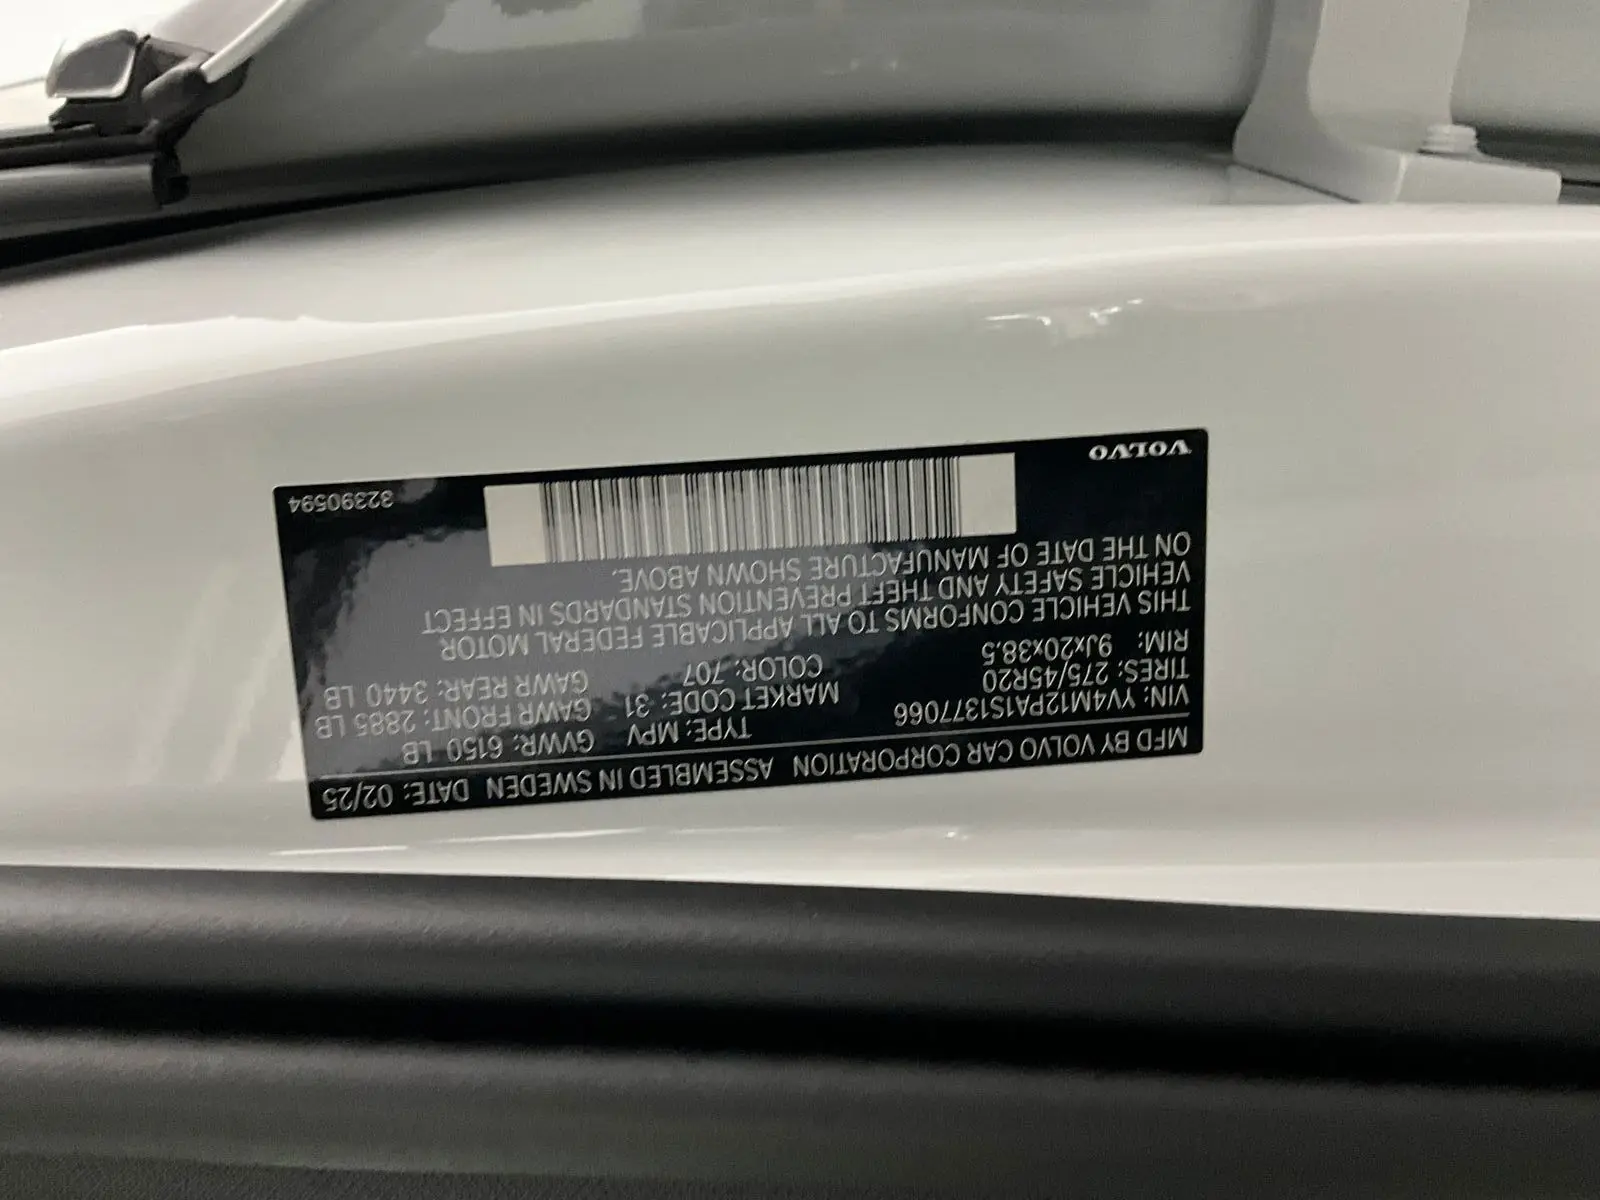 MFD BY VOLVO CAR CORPORATION ASSEMBLED IN SWEDEN DATE: 02/25
VIN: YV4M12PA1S1377066 TYPE: MPV GVWR: 6150 LB
TIRES: 275/45R20 MARKET CODE: 31 GAWR FRONT: 2885 LB
RIM: 9Jx20x38.5 COLOR: 707 GAWR REAR: 3440 LB
THIS VEHICLE CONFORMS TO ALL APPLICABLE FEDERAL MOTOR
VEHICLE SAFETY AND THEFT PREVENTION STANDARDS IN EFFECT
ON THE DATE OF MANUFACTURE SHOWN ABOVE.
VOLVO 32390594